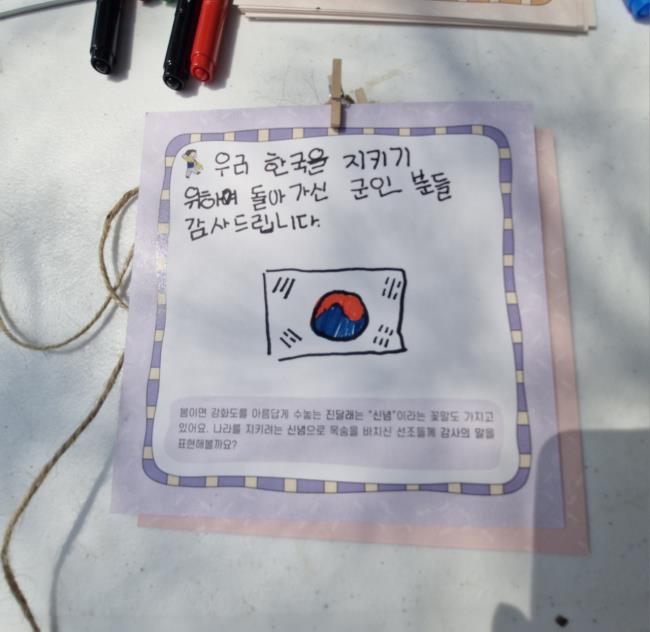 우리 한국을 지키기
위하여 돌아가신 군인 분들
감사드립니다.
봄이면 강화도를 아름답게 수놓는 진달래는 "신념"이라는 꽃말도 가지고
있어요. 나라를 지키려는 신념으로 목숨을 바치신 선조들께 감사의 말을
표현해볼까요?